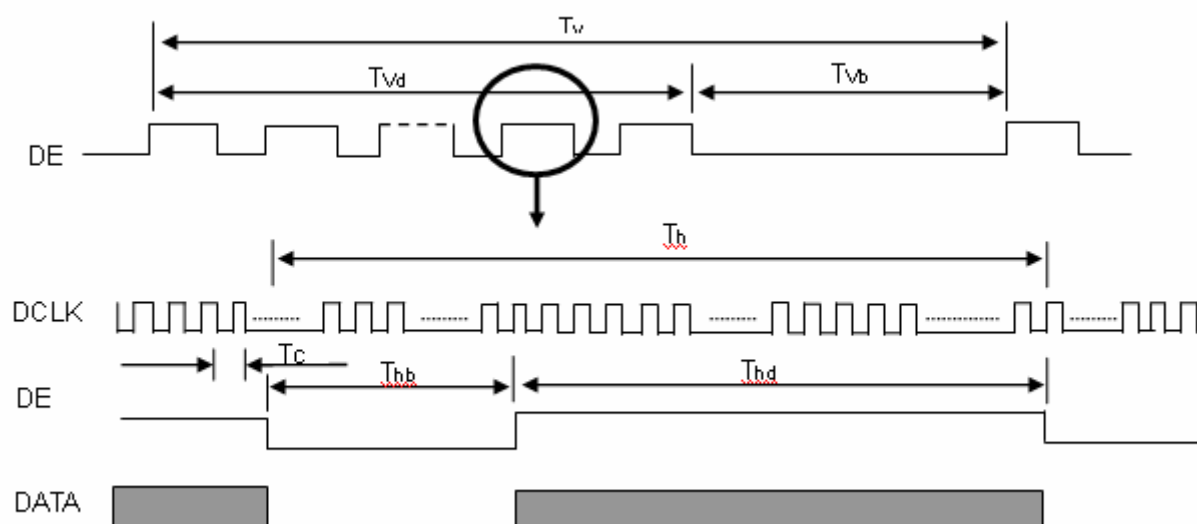 Tv
Tvd
Tvb
DE
Th
DCLK
Tc
Thb
Thd
DE
DATA